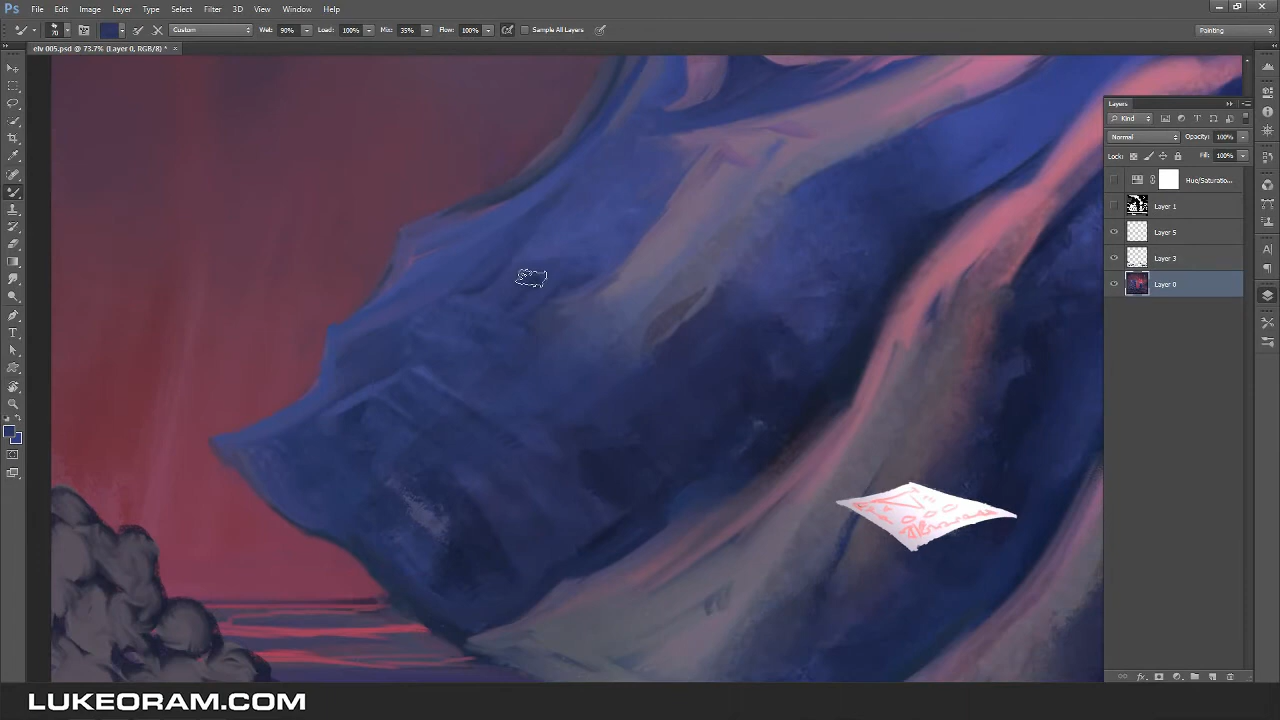 Ps File Edit Image Layer Type Select Filter 3D View Window Help
70 Custom Wet: 90% Load: 100% Mix: 35% Flow: 100% Sample All Layers Painting
elv 005.psd @ 73.7% (Layer 0, RGB/8) * ×
Layers
Kind
Normal Opacity: 100%
Lock: Fill: 100%
Hue/Saturatio...
Layer 1
Layer 5
Layer 3
Layer 0
LUKEORAM.COM